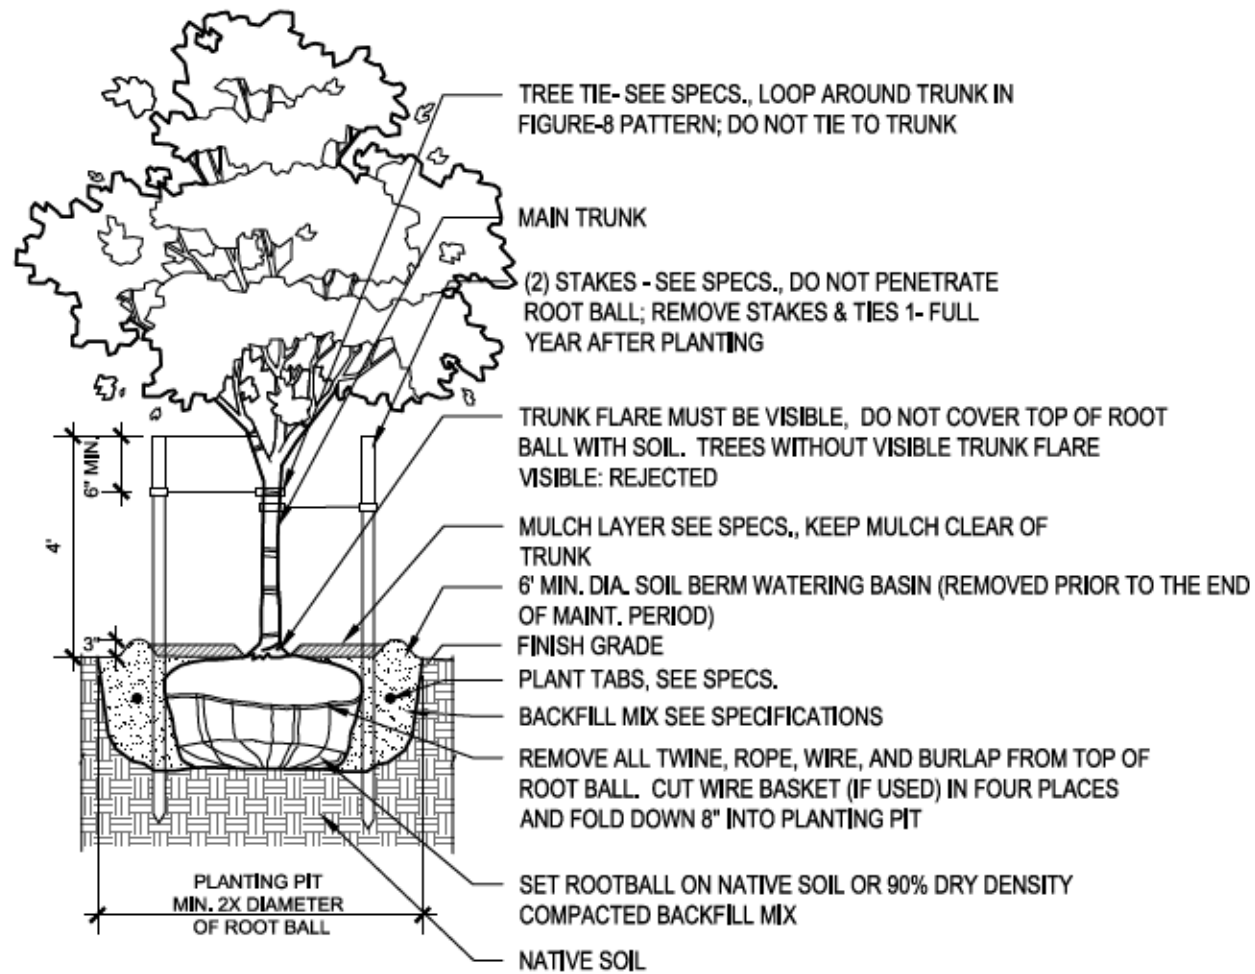 TREE TIE- SEE SPECS., LOOP AROUND TRUNK IN
FIGURE-8 PATTERN; DO NOT TIE TO TRUNK
MAIN TRUNK
(2) STAKES - SEE SPECS., DO NOT PENETRATE
ROOT BALL; REMOVE STAKES & TIES 1- FULL
YEAR AFTER PLANTING
TRUNK FLARE MUST BE VISIBLE, DO NOT COVER TOP OF ROOT
BALL WITH SOIL. TREES WITHOUT VISIBLE TRUNK FLARE
VISIBLE: REJECTED
6" MIN.
4'
3"
MULCH LAYER SEE SPECS., KEEP MULCH CLEAR OF
TRUNK
6' MIN. DIA. SOIL BERM WATERING BASIN (REMOVED PRIOR TO THE END
OF MAINT. PERIOD)
FINISH GRADE
PLANT TABS, SEE SPECS.
BACKFILL MIX SEE SPECIFICATIONS
REMOVE ALL TWINE, ROPE, WIRE, AND BURLAP FROM TOP OF
ROOT BALL. CUT WIRE BASKET (IF USED) IN FOUR PLACES
AND FOLD DOWN 8" INTO PLANTING PIT
PLANTING PIT
MIN. 2X DIAMETER
OF ROOT BALL
SET ROOTBALL ON NATIVE SOIL OR 90% DRY DENSITY
COMPACTED BACKFILL MIX
NATIVE SOIL